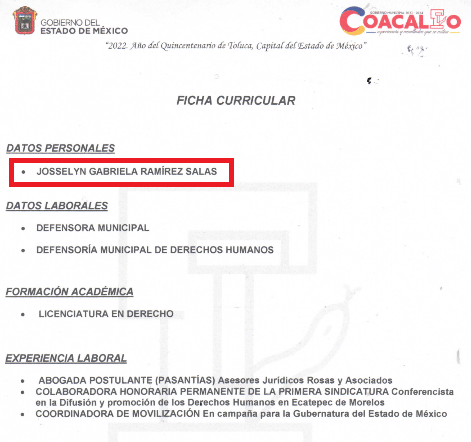 GOBIERNO DEL
ESTADO DE MÉXICO
COACALCO
"2022. Año del Quincentenario de Toluca, Capital del Estado de México"
FICHA CURRICULAR
DATOS PERSONALES
• JOSSELYN GABRIELA RAMÍREZ SALAS
DATOS LABORALES
• DEFENSORA MUNICIPAL
• DEFENSORÍA MUNICIPAL DE DERECHOS HUMANOS
FORMACIÓN ACADÉMICA
• LICENCIATURA EN DERECHO
EXPERIENCIA LABORAL
• ABOGADA POSTULANTE (PASANTÍAS) Asesores Jurídicos Rosas y Asociados
• COLABORADORA HONORARIA PERMANENTE DE LA PRIMERA SINDICATURA Conferencista
en la Difusión y promoción de los Derechos Humanos en Ecatepec de Morelos
• COORDINADORA DE MOVILIZACIÓN En campaña para la Gubernatura del Estado de México